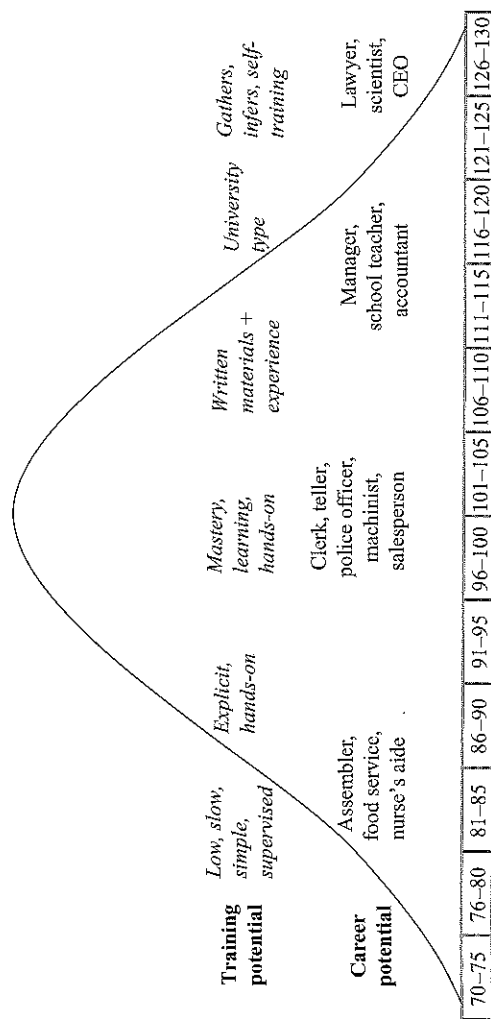 Training
potential
Low, slow,
simple,
supervised
Explicit,
hands-on
Mastery,
learning,
hands-on
Written
materials +
experience
University
type
Gathers,
infers, self-
training
Career
potential
Assembler,
food service,
nurse's aide
Clerk, teller,
police officer,
machinist,
salesperson
Manager,
school teacher,
accountant
Lawyer,
scientist,
CEO
70–75 76–80 81–85 86–90 91–95 96–100 101–105 106–110 111–115 116–120 121–125 126–130